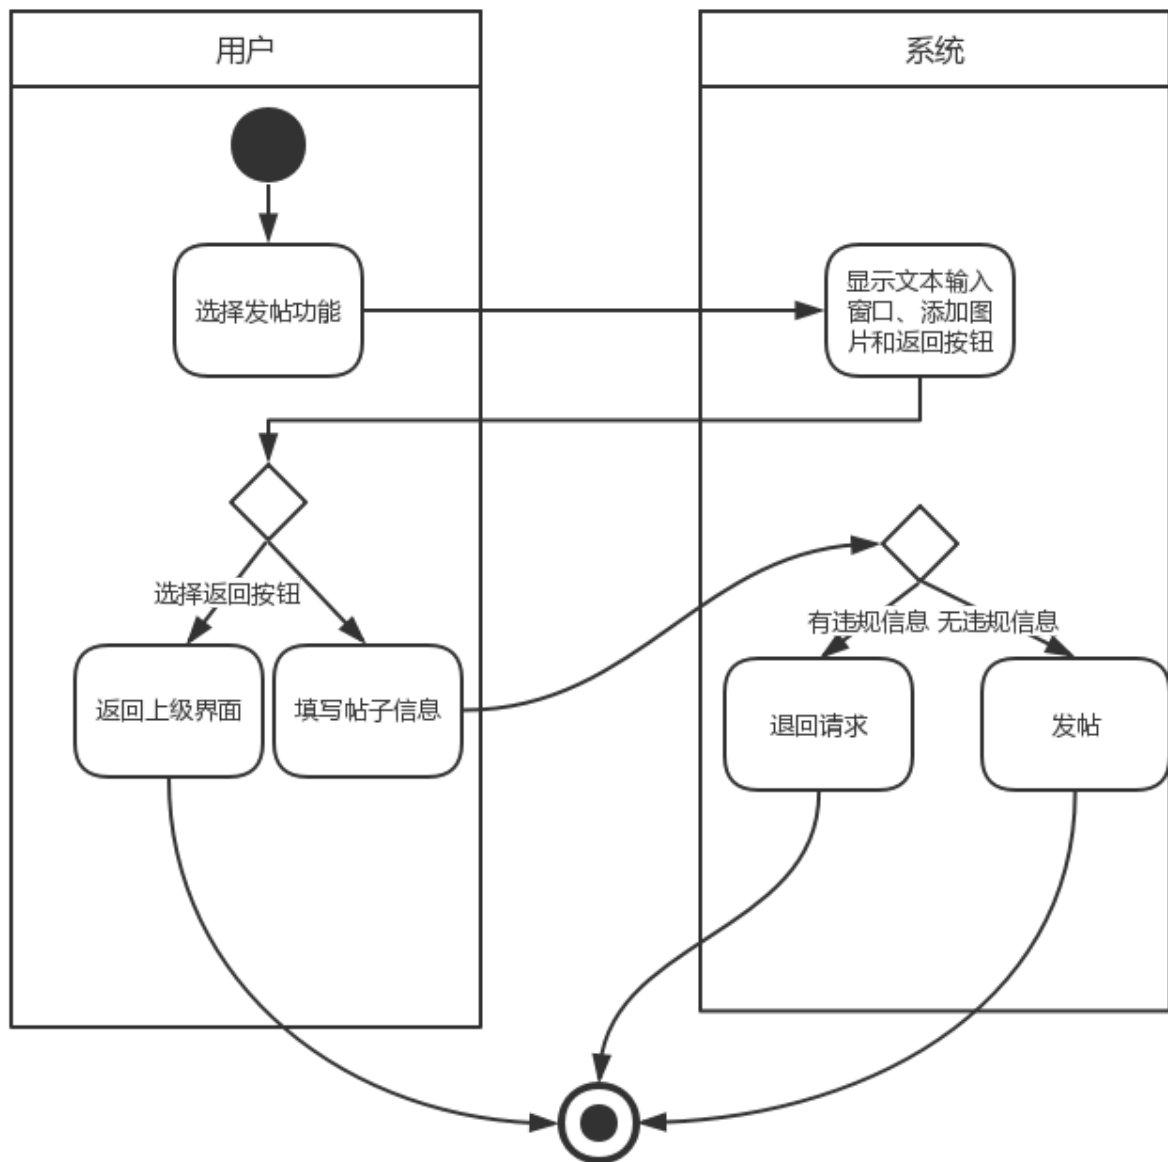 用户
系统
选择发帖功能
显示文本输入
窗口、添加图
片和返回按钮
选择返回按钮
有违规信息
无违规信息
返回上级界面
填写帖子信息
退回请求
发帖